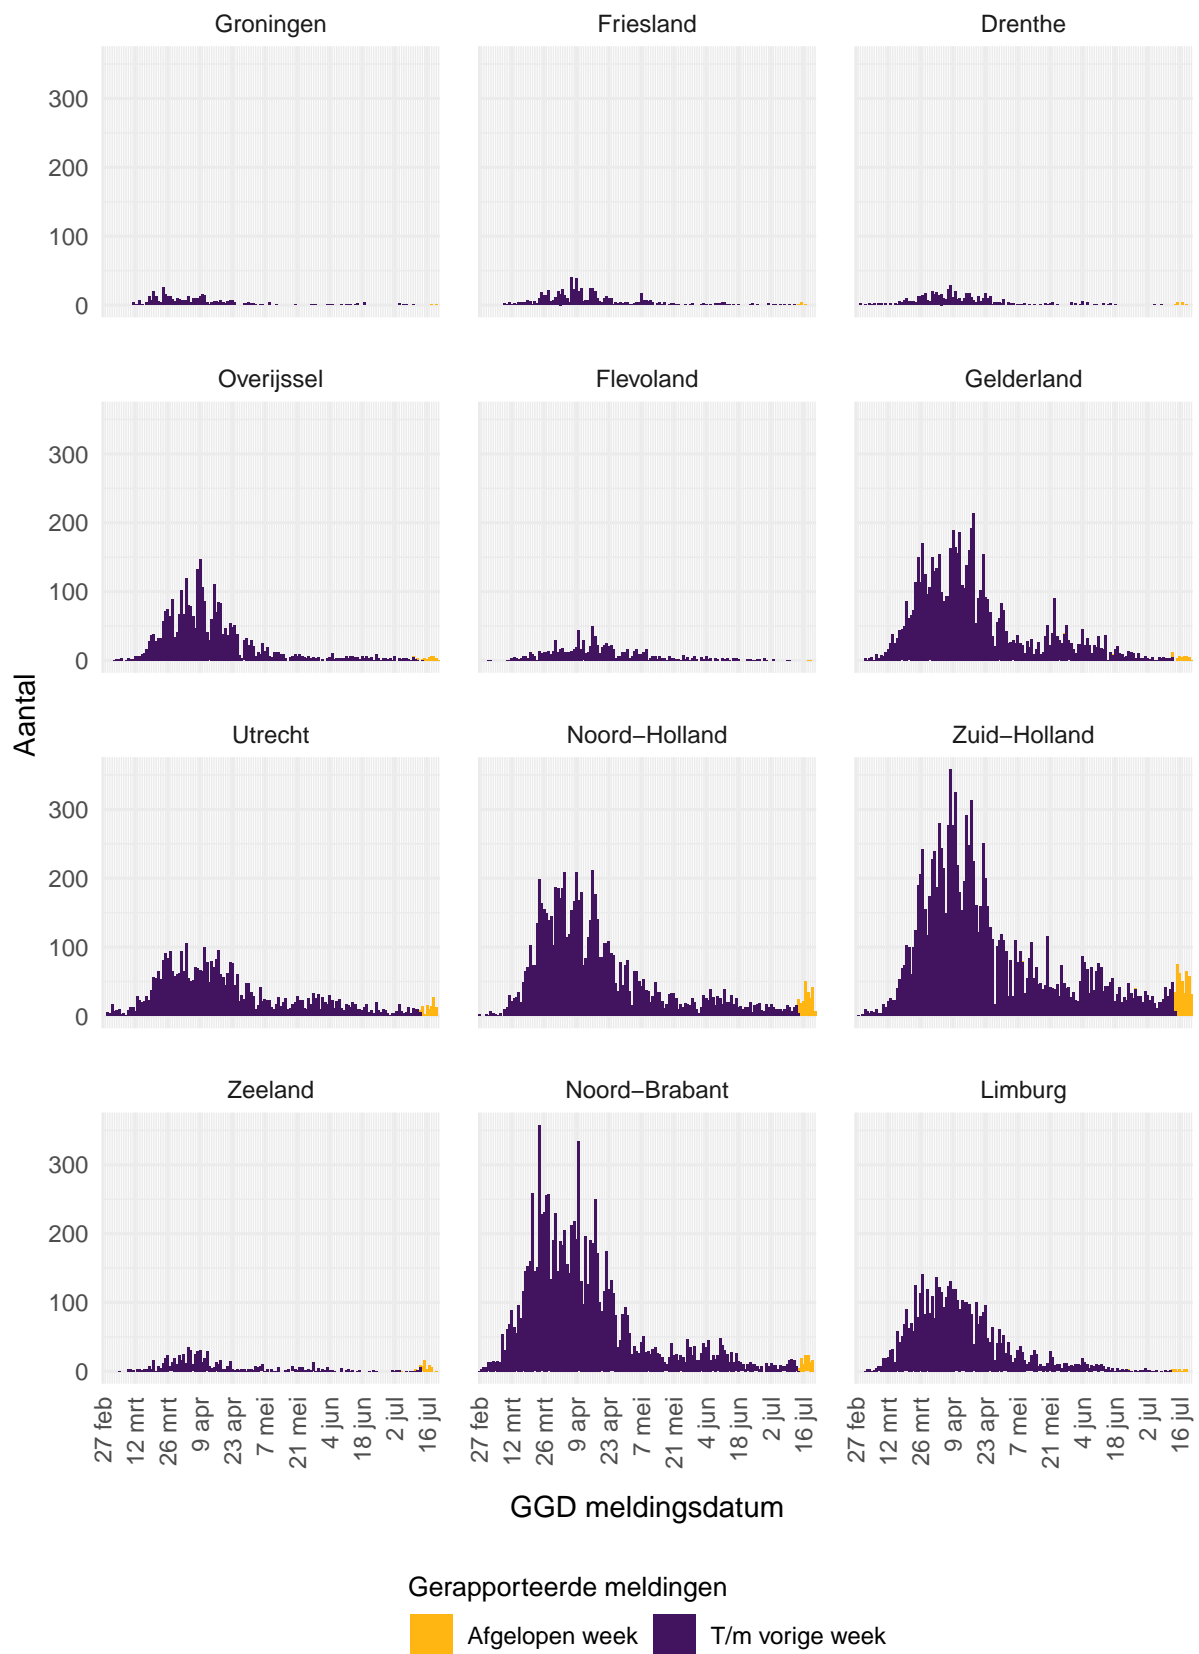 Groningen Friesland Drenthe
300
200
100
0
Overijssel Flevoland Gelderland
300
200
100
0
Utrecht Noord−Holland Zuid−Holland
300
200
100
0
Zeeland Noord−Brabant Limburg
300
200
100
0
Aantal
27 feb 12 mrt 26 mrt 9 apr 23 apr 7 mei 21 mei 4 jun 18 jun 2 jul 16 jul 27 feb 12 mrt 26 mrt 9 apr 23 apr 7 mei 21 mei 4 jun 18 jun 2 jul 16 jul 27 feb 12 mrt 26 mrt 9 apr 23 apr 7 mei 21 mei 4 jun 18 jun 2 jul 16 jul
GGD meldingsdatum
Gerapporteerde meldingen
Afgelopen week T/m vorige week